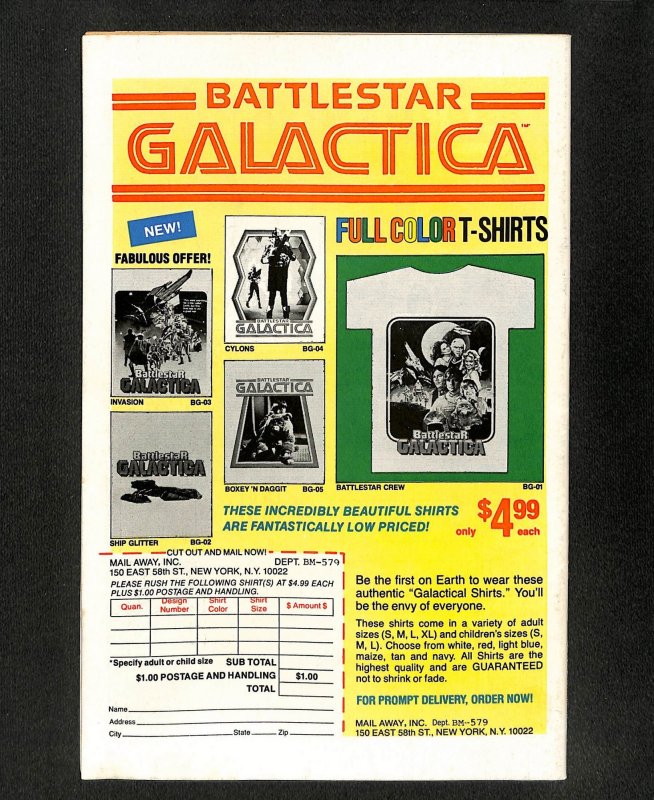 BATTLESTAR
GALACTICA™
NEW!
FABULOUS OFFER!
Battlestar
GALACTICA
INVASION BG-03
BATTLESTAR
GALACTICA
CYLONS BG-04
FULL COLOR T-SHIRTS
Battlestar
GALACTICA
BATTLESTAR CREW BG-01
Battlestar
GALACTICA
SHIP GLITTER BG-02
BATTLESTAR
GALACTICA
BOXEY 'N DAGGIT BG-05
THESE INCREDIBLY BEAUTIFUL SHIRTS
ARE FANTASTICALLY LOW PRICED!
only $4.99 each
CUT OUT AND MAIL NOW!
MAIL AWAY, INC. DEPT. BM-579
150 EAST 58th ST., NEW YORK, N.Y. 10022
PLEASE RUSH THE FOLLOWING SHIRT(S) AT $4.99 EACH
PLUS $1.00 POSTAGE AND HANDLING.
Quan. Design Number Shirt Color Shirt Size $ Amount $
*Specify adult or child size SUB TOTAL
$1.00 POSTAGE AND HANDLING $1.00
TOTAL
Name
Address
City State Zip
Be the first on Earth to wear these
authentic "Galactical Shirts." You'll
be the envy of everyone.
These shirts come in a variety of adult
sizes (S, M, L, XL) and children's sizes (S,
M, L). Choose from white, red, light blue,
maize, tan and navy. All Shirts are the
highest quality and are GUARANTEED
not to shrink or fade.
FOR PROMPT DELIVERY, ORDER NOW!
MAIL AWAY, INC. Dept. BM--579
150 EAST 58th ST., NEW YORK, N.Y. 10022